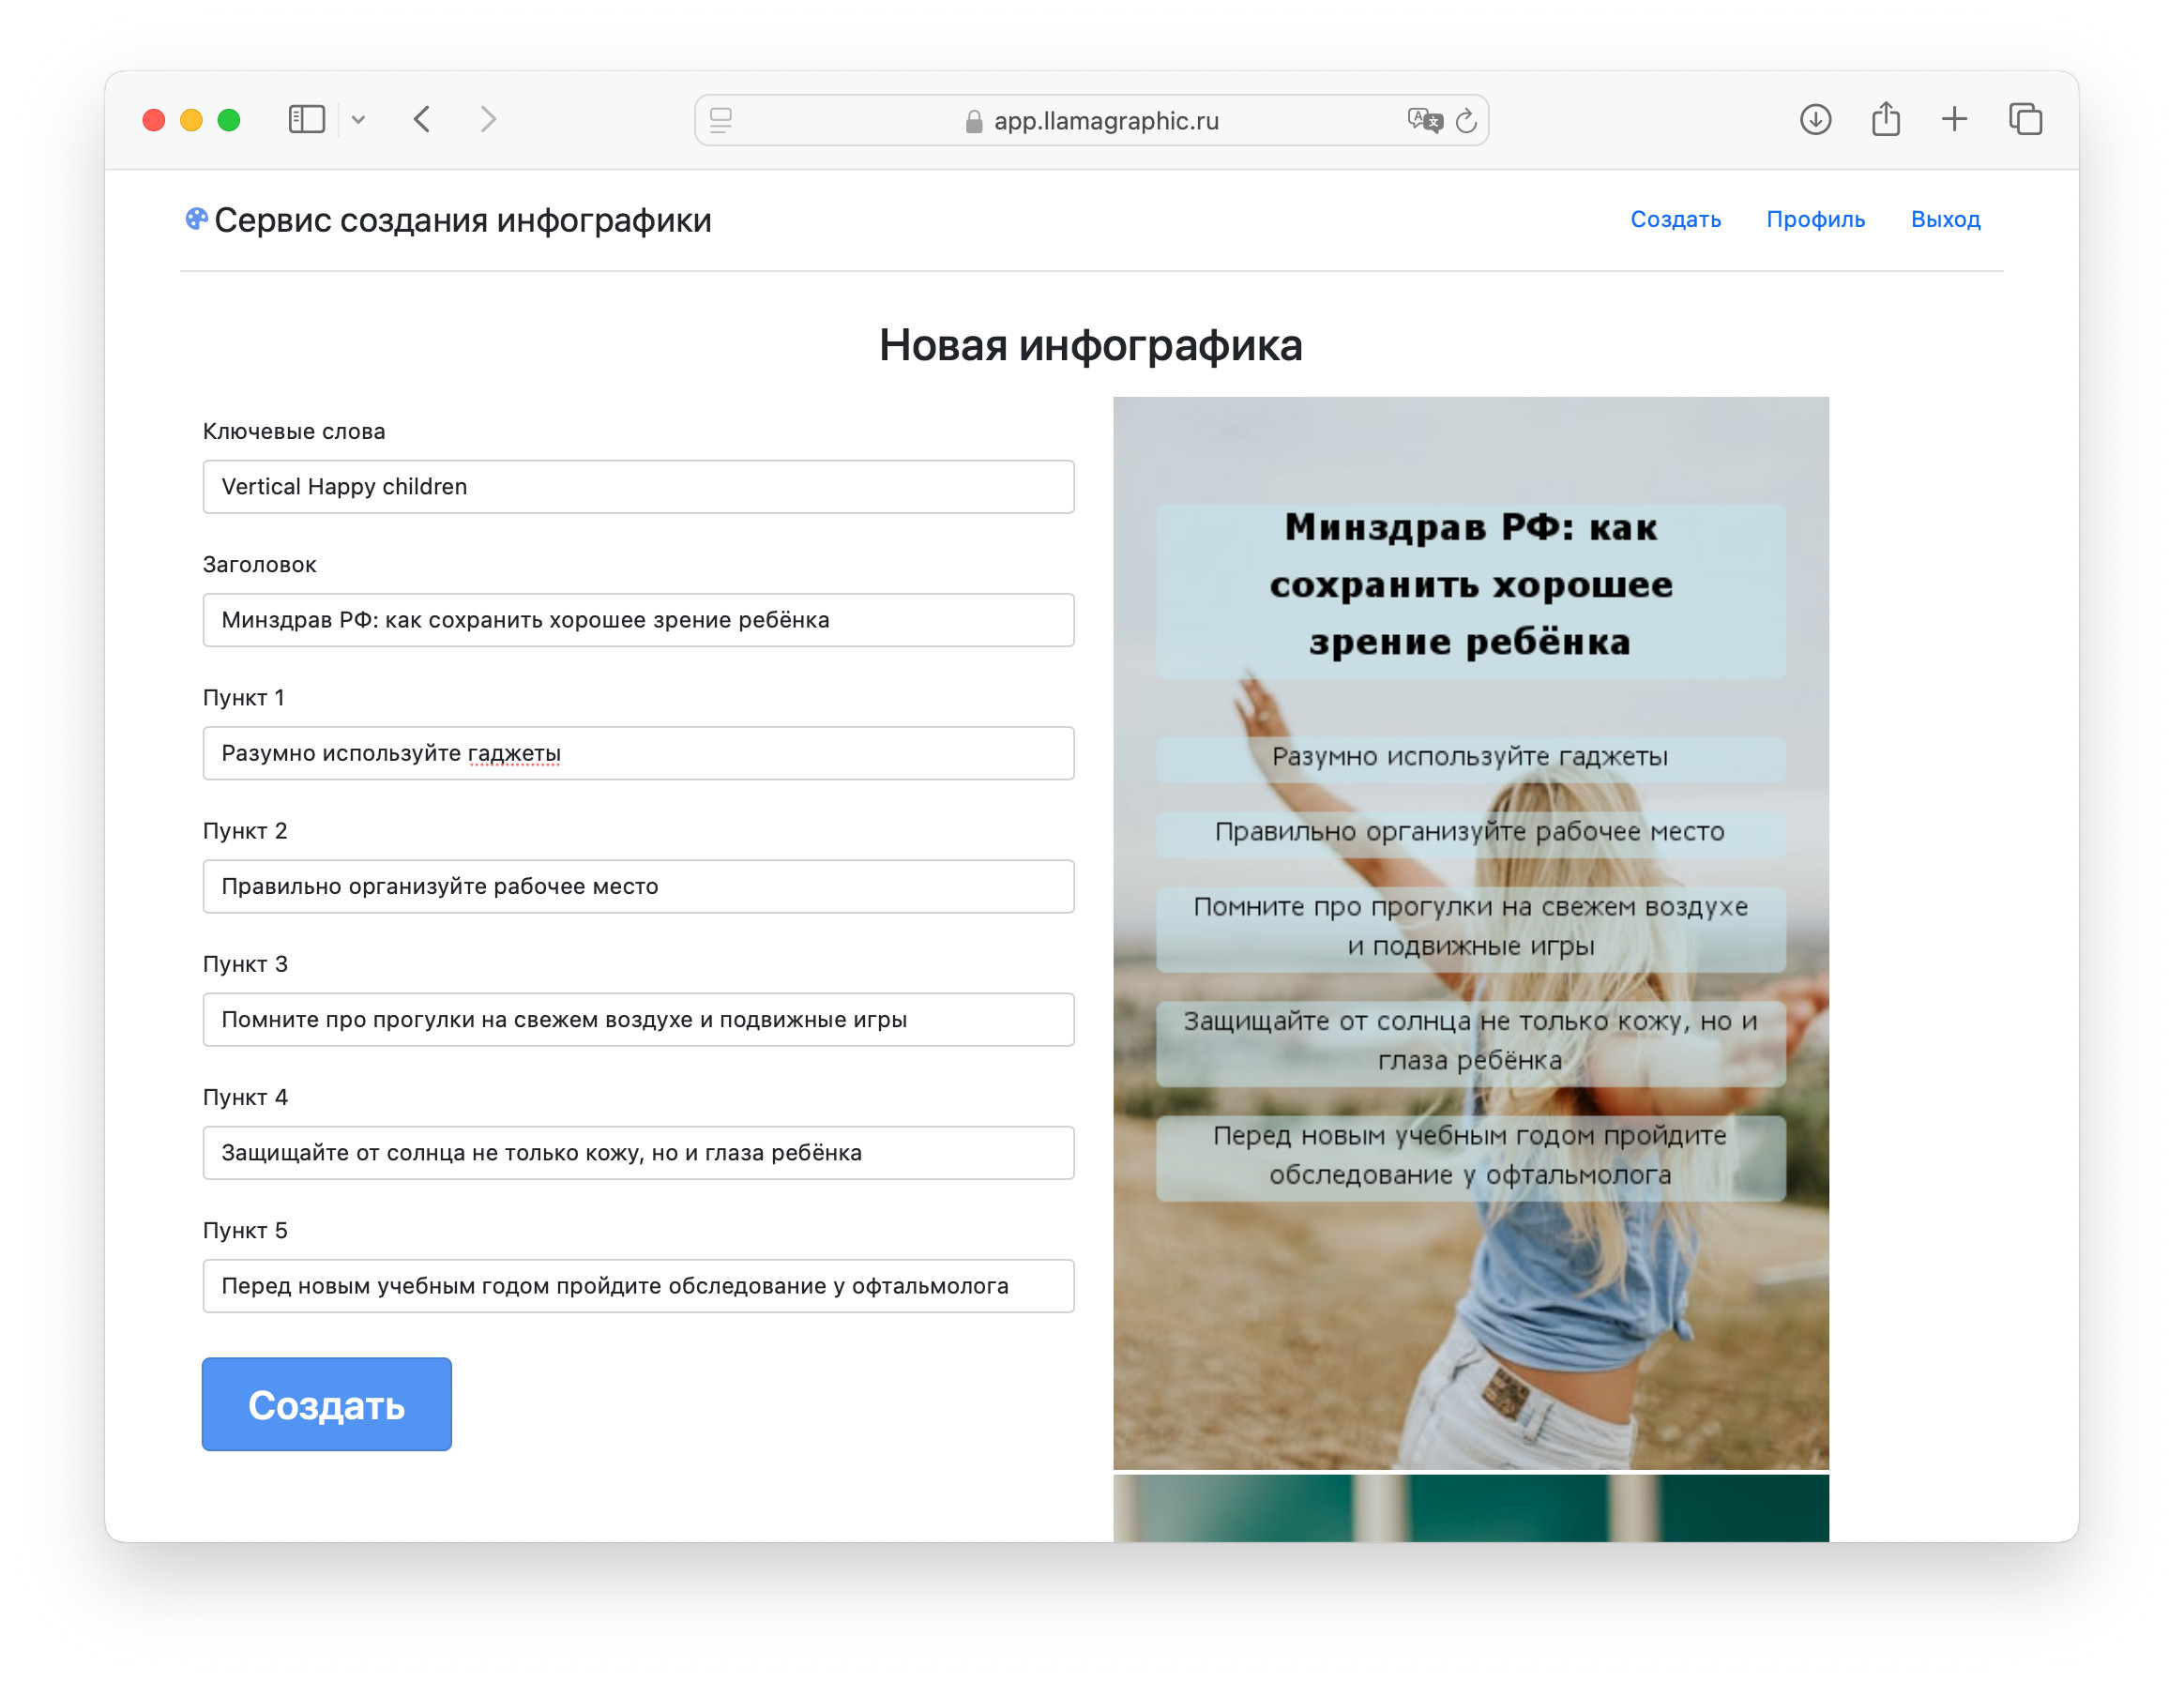 app.llamagraphic.ru
Сервис создания инфографики
Создать Профиль Выход
Новая инфографика
Ключевые слова
Vertical Happy children
Заголовок
Минздрав РФ: как сохранить хорошее зрение ребёнка
Пункт 1
Разумно используйте гаджеты
Пункт 2
Правильно организуйте рабочее место
Пункт 3
Помните про прогулки на свежем воздухе и подвижные игры
Пункт 4
Защищайте от солнца не только кожу, но и глаза ребёнка
Пункт 5
Перед новым учебным годом пройдите обследование у офтальмолога
Создать
Минздрав РФ: как
сохранить хорошее
зрение ребёнка
Разумно используйте гаджеты
Правильно организуйте рабочее место
Помните про прогулки на свежем воздухе
и подвижные игры
Защищайте от солнца не только кожу, но и
глаза ребёнка
Перед новым учебным годом пройдите
обследование у офтальмолога